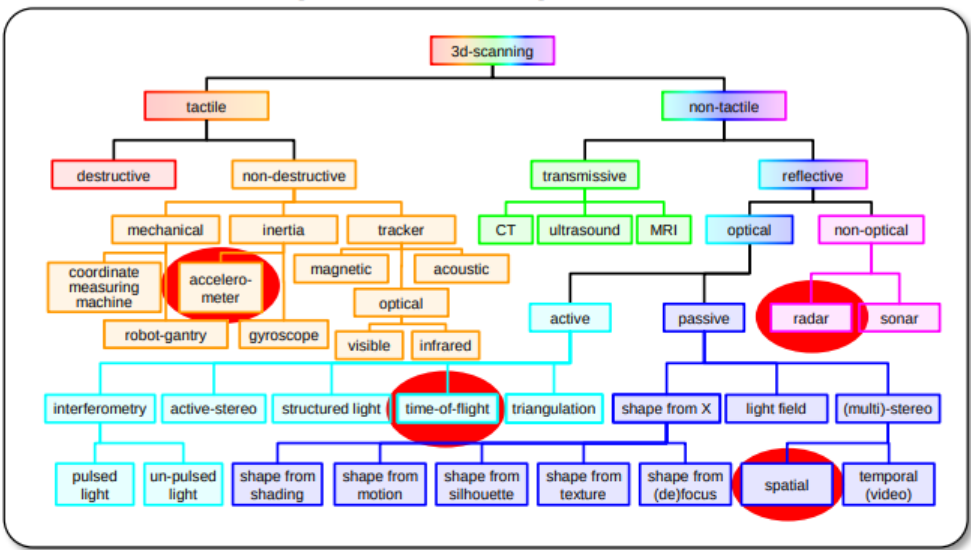 3d-scanning
tactile
non-tactile
destructive
non-destructive
transmissive
reflective
mechanical
inertia
tracker
CT
ultrasound
MRI
optical
non-optical
coordinate
measuring
machine
accelero-
meter
magnetic
acoustic
robot-gantry
gyroscope
optical
visible
infrared
active
passive
radar
sonar
interferometry
active-stereo
structured light
time-of-flight
triangulation
shape from X
light field
(multi)-stereo
pulsed
light
un-pulsed
light
shape from
shading
shape from
motion
shape from
silhouette
shape from
texture
shape from
(de)focus
spatial
temporal
(video)